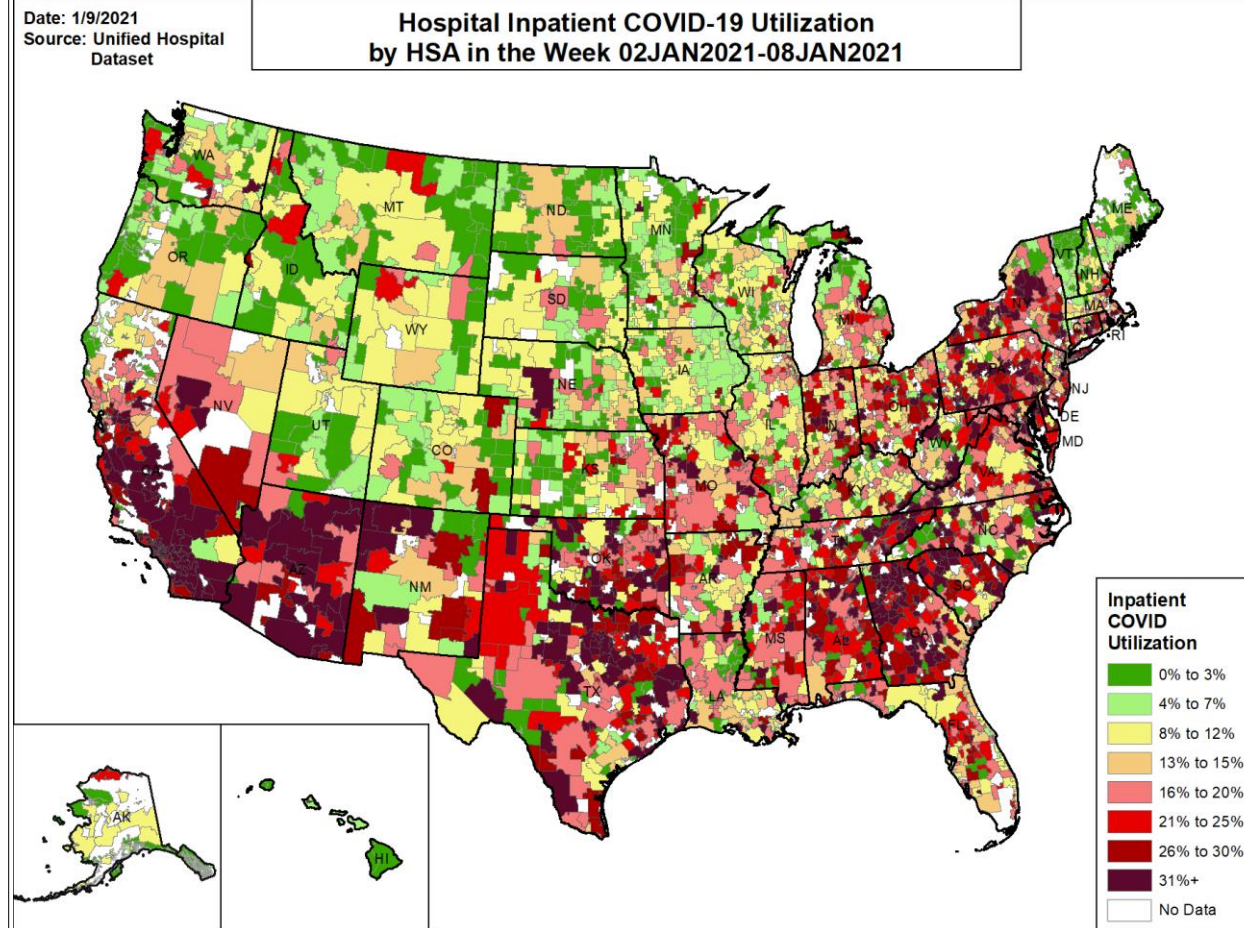 Date: 1/9/2021
Source: Unified Hospital
Dataset
Hospital Inpatient COVID-19 Utilization
by HSA in the Week 02JAN2021-08JAN2021
WA
MT
ND
MN
ME
OR
ID
WI
VT
NH
SD
WY
MI
NY
MA
CT
RI
IA
NE
PA
NJ
NV
UT
CO
IL
IN
OH
DE
MD
WV
KS
MO
KY
VA
CA
AZ
NM
OK
AR
TN
NC
SC
MS
AL
GA
TX
LA
FL
AK
HI
Inpatient
COVID
Utilization
0% to 3%
4% to 7%
8% to 12%
13% to 15%
16% to 20%
21% to 25%
26% to 30%
31%+
No Data